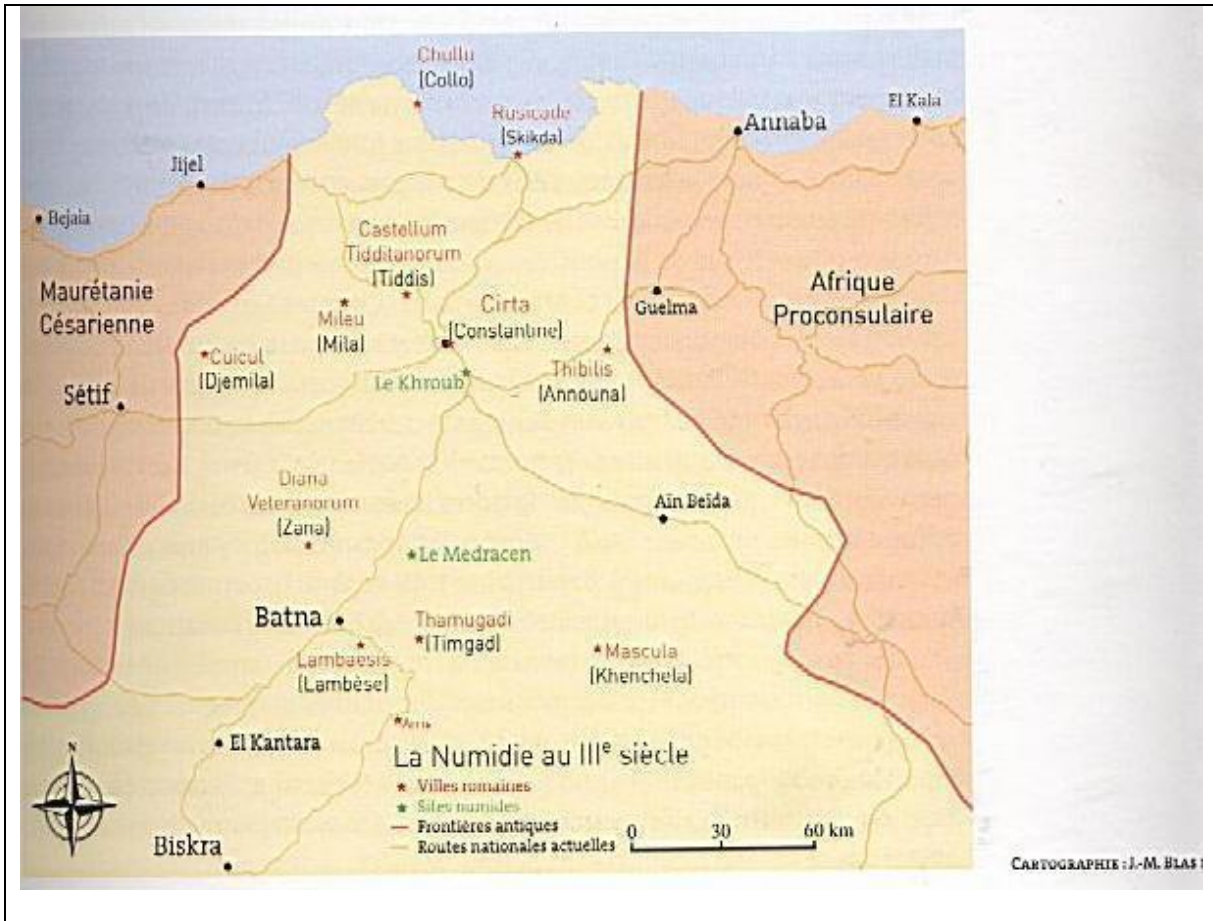 Chullu
(Collo)
Rusicade
(Skikda)
El Kala
Annaba
Jijel
Bejaia
Castellum
Tidditanorum
(Tiddis)
Maurétanie
Césarienne
Afrique
Proconsulaire
Guelma
Cirta
(Constantine)
Mileu
(Mila)
Cuicul
(Djemila)
Le Khroub
Thibilis
(Announa)
Sétif
Diana
Veteranorum
(Zana)
Aïn Beïda
Le Medracen
Batna
Thamugadi
(Timgad)
Lambaesis
(Lambèse)
Mascula
(Khenchela)
El Kantara
N
La Numidie au IIIe siècle
Villes romaines
Sites numides
Frontières antiques
Routes nationales actuelles
0 30 60 km
Biskra
CARTOGRAPHIE : J.-M. BLAS